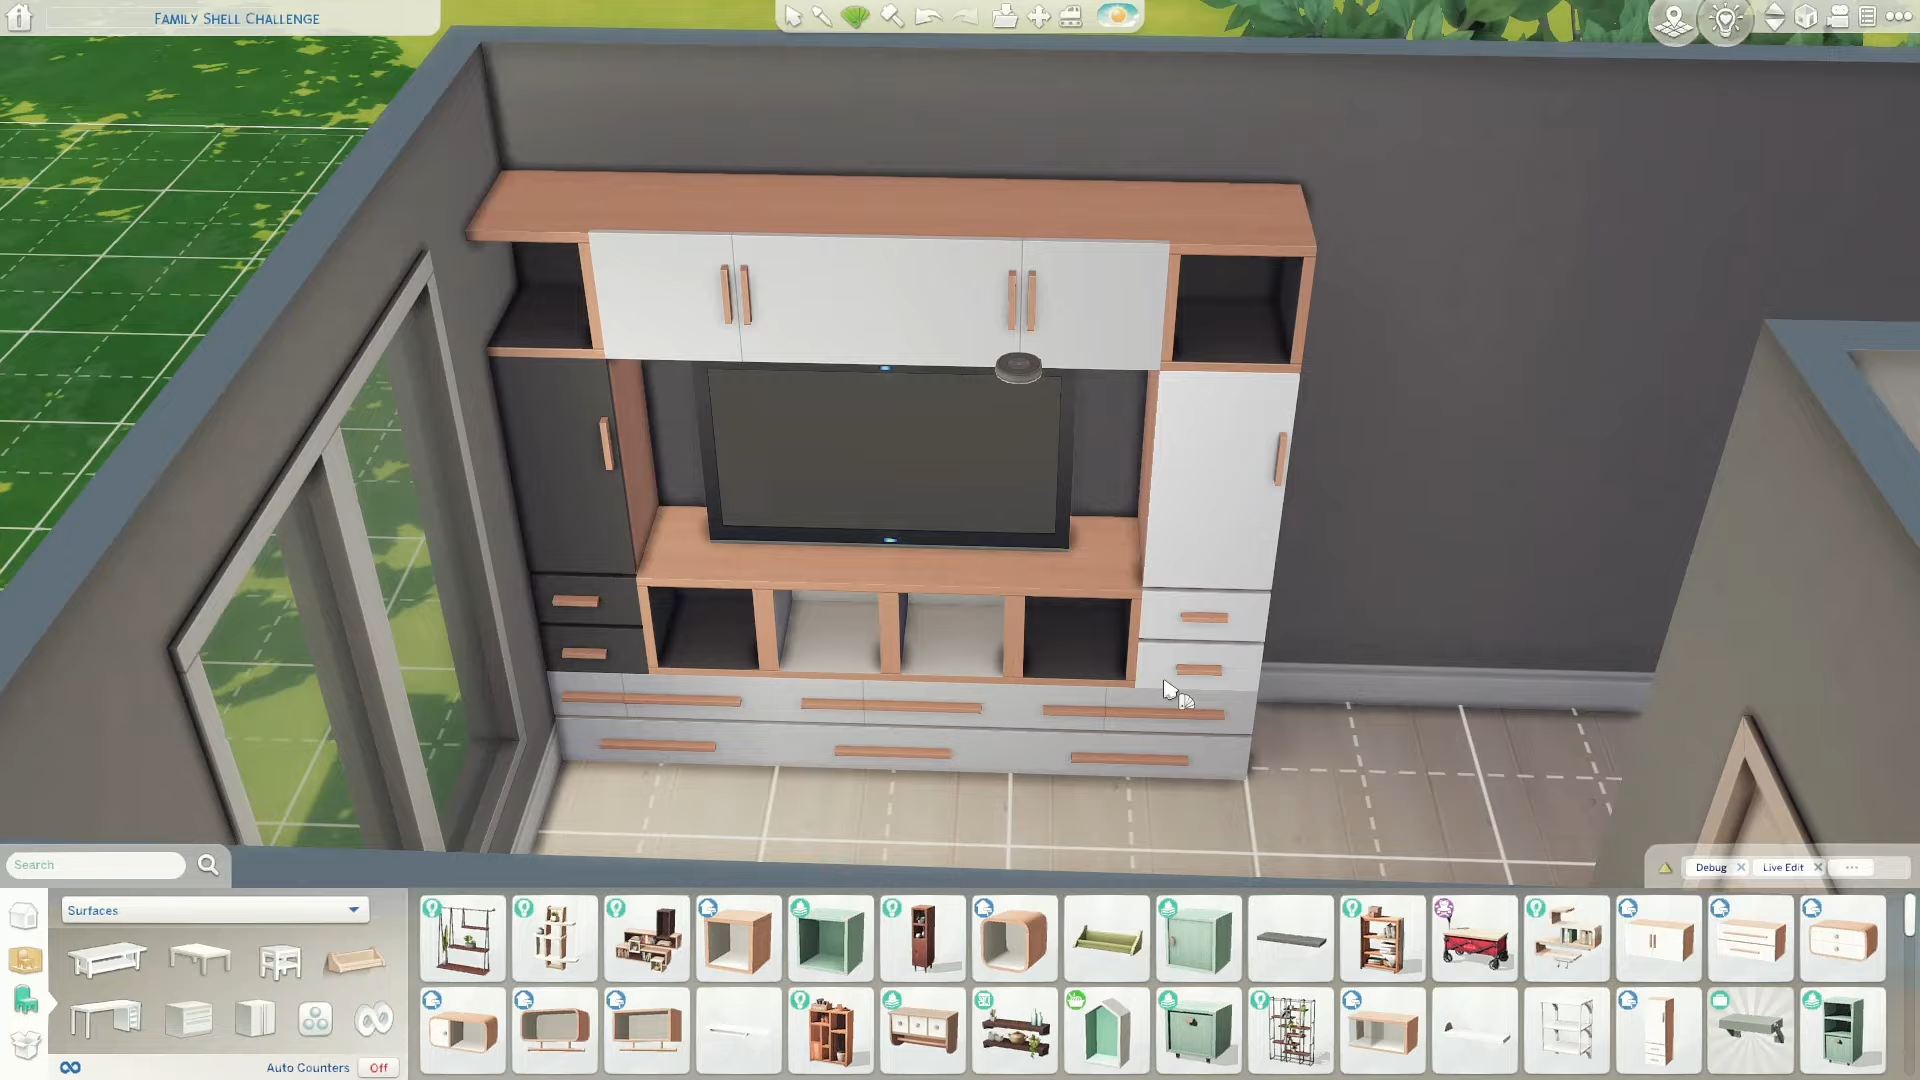 FAMILY SHELL CHALLENGE
Search
Debug
Live Edit
Surfaces
Auto Counters
Off